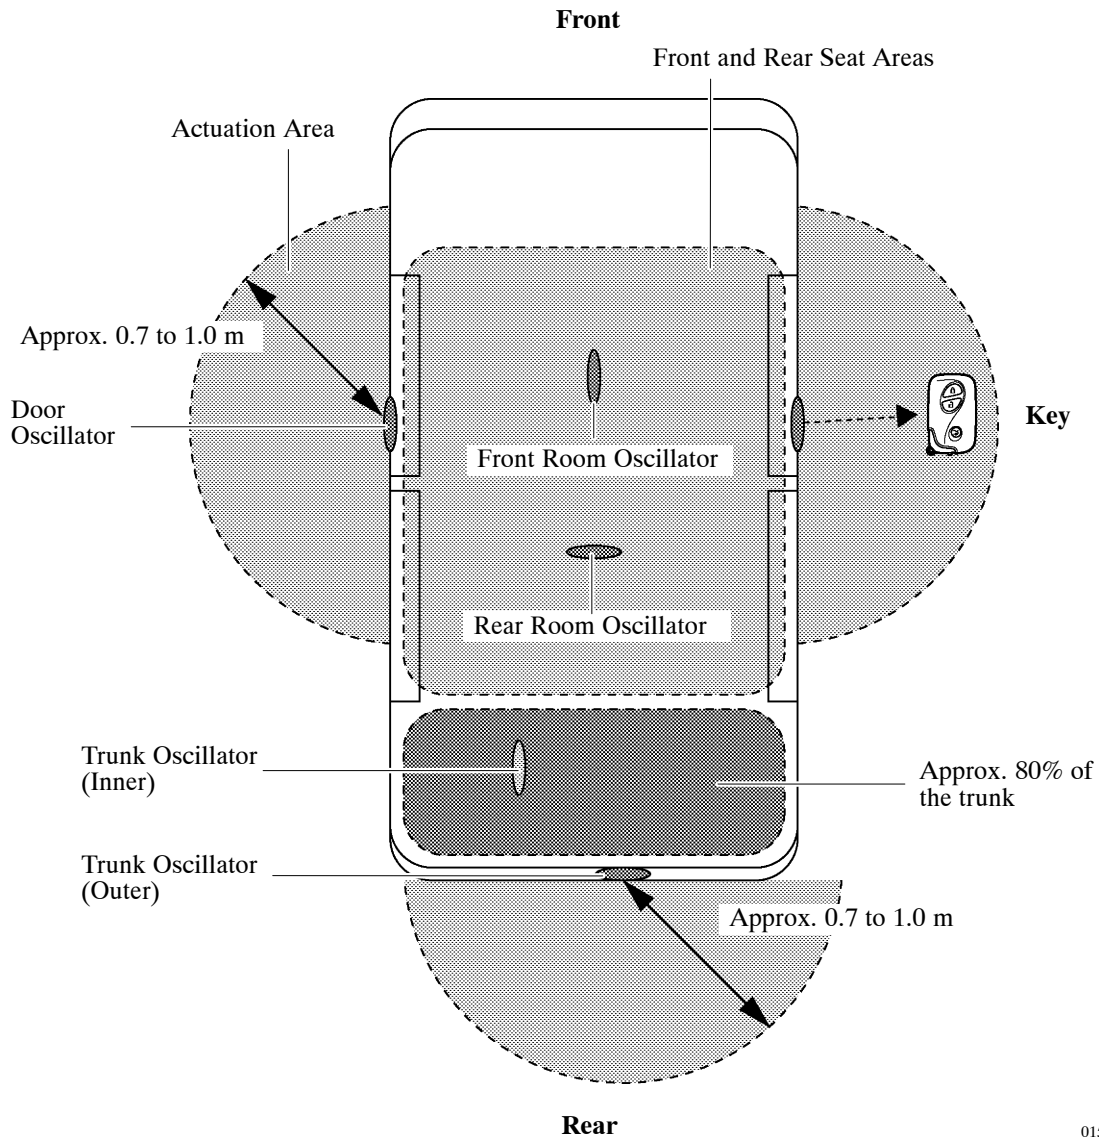 Front
Front and Rear Seat Areas
Actuation Area
Approx. 0.7 to 1.0 m
Door
Oscillator
Key
Front Room Oscillator
Rear Room Oscillator
Trunk Oscillator
(Inner)
Approx. 80% of
the trunk
Trunk Oscillator
(Outer)
Approx. 0.7 to 1.0 m
Rear